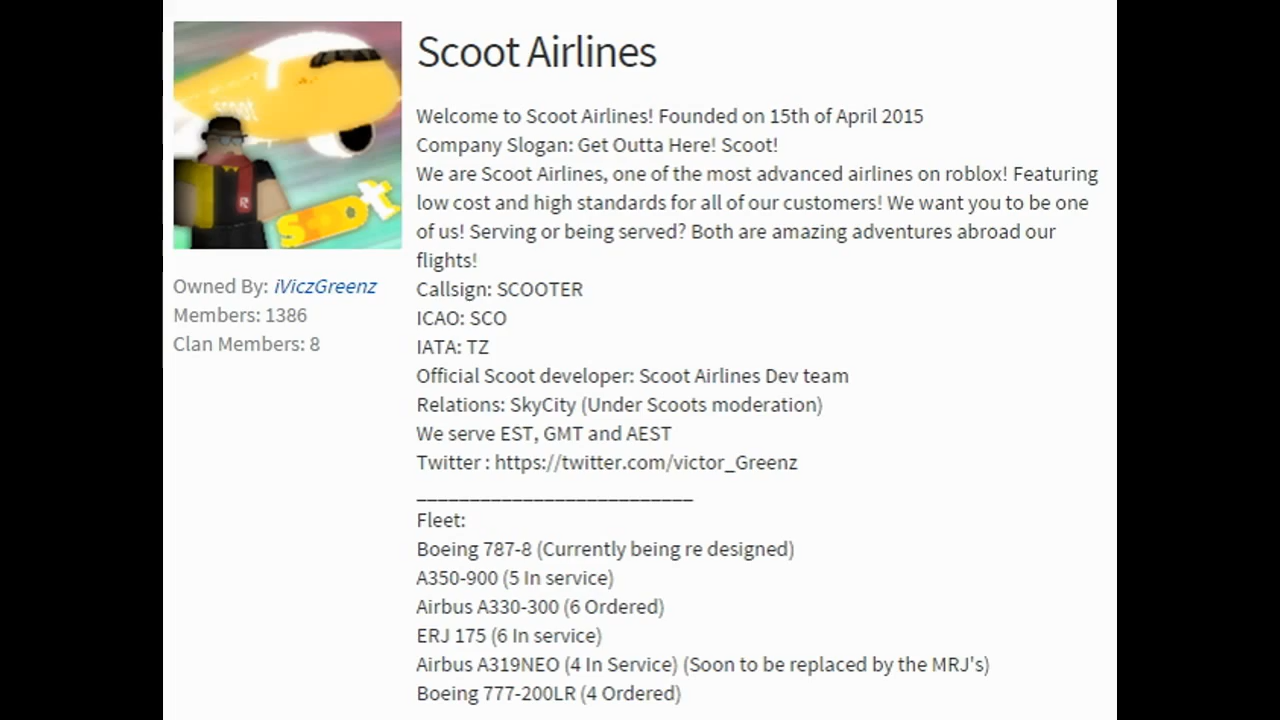 scoot
scoot
Scoot Airlines
Welcome to Scoot Airlines! Founded on 15th of April 2015
Company Slogan: Get Outta Here! Scoot!
We are Scoot Airlines, one of the most advanced airlines on roblox! Featuring
low cost and high standards for all of our customers! We want you to be one
of us! Serving or being served? Both are amazing adventures abroad our
flights!
Callsign: SCOOTER
ICAO: SCO
IATA: TZ
Official Scoot developer: Scoot Airlines Dev team
Relations: SkyCity (Under Scoots moderation)
We serve EST, GMT and AEST
Twitter : https://twitter.com/victor_Greenz
___________________________
Fleet:
Boeing 787-8 (Currently being re designed)
A350-900 (5 In service)
Airbus A330-300 (6 Ordered)
ERJ 175 (6 In service)
Airbus A319NEO (4 In Service) (Soon to be replaced by the MRJ's)
Boeing 777-200LR (4 Ordered)
Owned By: iViczGreenz
Members: 1386
Clan Members: 8